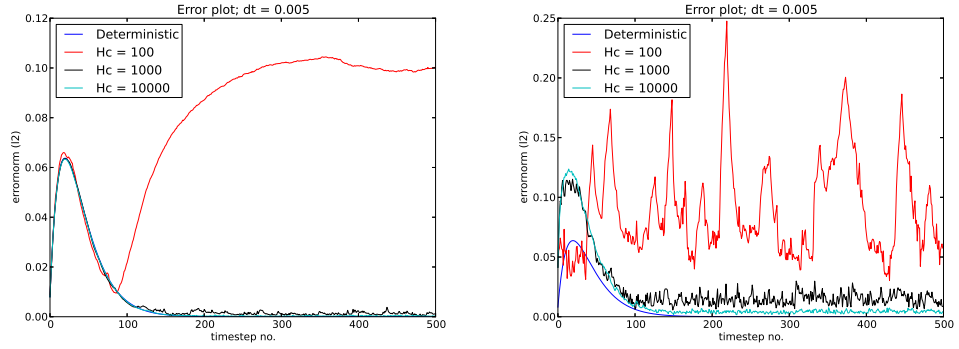 Error plot; dt = 0.005
0.12
0.10
0.08
0.06
0.04
0.02
0.00
errornorm (l2)
Deterministic
Hc = 100
Hc = 1000
Hc = 10000
0
100
200
300
400
500
timestep no.
Error plot; dt = 0.005
0.25
0.20
0.15
0.10
0.05
0.00
errornorm (l2)
Deterministic
Hc = 100
Hc = 1000
Hc = 10000
0
100
200
300
400
500
timestep no.